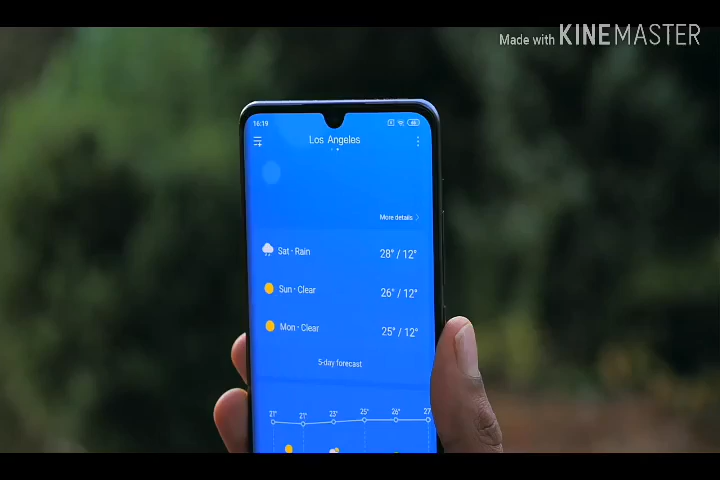 Made with KINEMASTER
16:19
Los Angeles
More details
Sat · Rain 28° / 12°
Sun · Clear 26° / 12°
Mon · Clear 25° / 12°
5-day forecast
21° 21° 23° 25° 26° 27